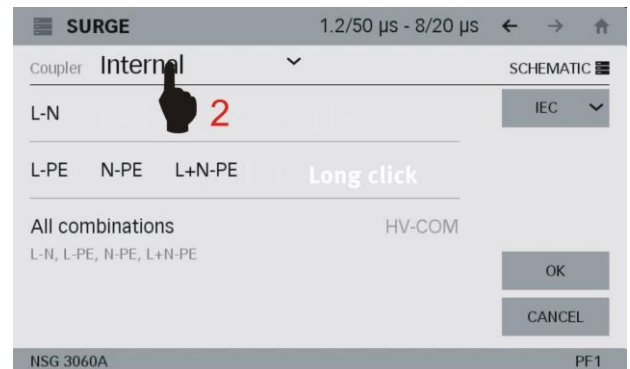 SURGE 1.2/50 µs - 8/20 µs
Coupler Internal SCHEMATIC
L-N 2 IEC
L-PE N-PE L+N-PE Long click
All combinations HV-COM
L-N, L-PE, N-PE, L+N-PE
OK
CANCEL
NSG 3060A PF1